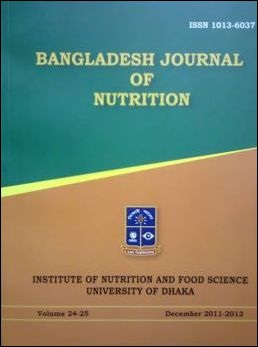 ISSN 1013-6037
BANGLADESH JOURNAL
OF
NUTRITION
INSTITUTE OF NUTRITION AND FOOD SCIENCE
UNIVERSITY OF DHAKA
Volume 24-25 December 2011-2012